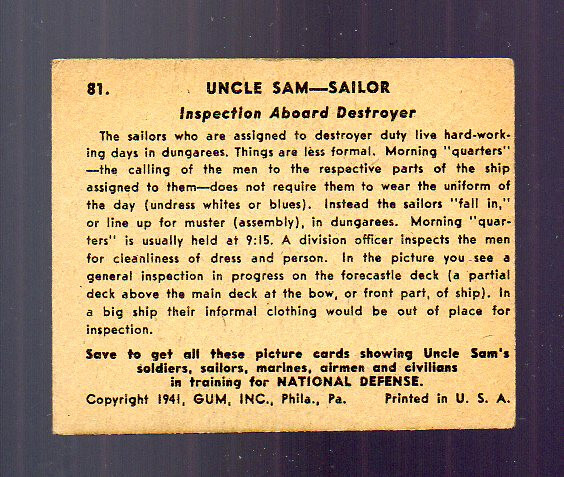 81. UNCLE SAM—SAILOR
Inspection Aboard Destroyer
The sailors who are assigned to destroyer duty live hard-work-
ing days in dungarees. Things are less formal. Morning "quarters"
—the calling of the men to the respective parts of the ship
assigned to them—does not require them to wear the uniform of
the day (undress whites or blues). Instead the sailors "fall in,"
or line up for muster (assembly), in dungarees. Morning "quar-
ters" is usually held at 9:15. A division officer inspects the men
for cleanliness of dress and person. In the picture you see a
general inspection in progress on the forecastle deck (a partial
deck above the main deck at the bow, or front part, of ship). In
a big ship their informal clothing would be out of place for
inspection.
Save to get all these picture cards showing Uncle Sam's
soldiers, sailors, marines, airmen and civilians
in training for NATIONAL DEFENSE.
Copyright 1941, GUM, INC., Phila., Pa. Printed in U. S. A.